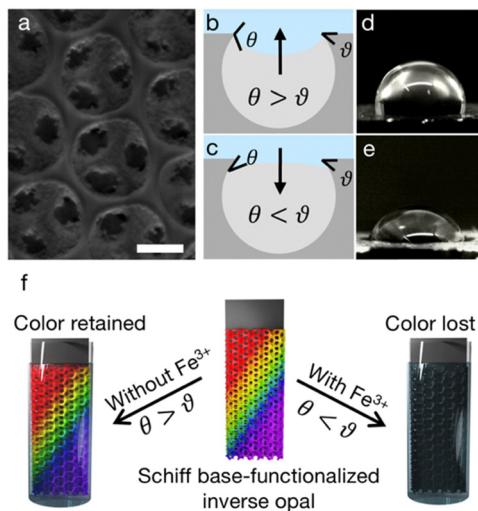 a
b
θ
ϑ
θ > ϑ
c
θ
ϑ
θ < ϑ
d
e
f
Color retained
Without Fe³⁺
θ > ϑ
With Fe³⁺
θ < ϑ
Color lost
Schiff base-functionalized
inverse opal